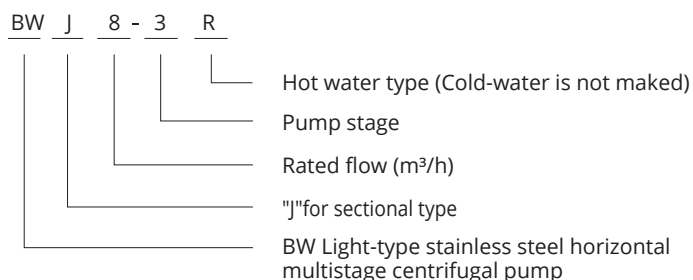 BW J 8 - 3 R
Hot water type (Cold-water is not maked)
Pump stage
Rated flow (m³/h)
"J"for sectional type
BW Light-type stainless steel horizontal
multistage centrifugal pump